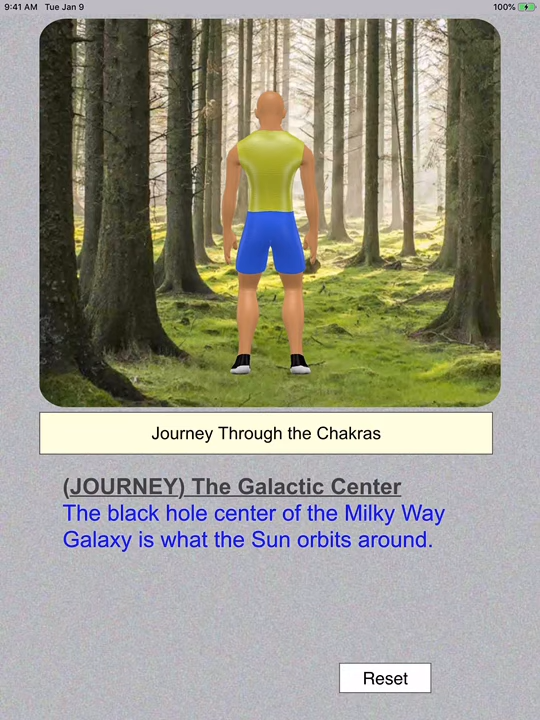 9:41 AM Tue Jan 9 100%
Journey Through the Chakras
(JOURNEY) The Galactic Center
The black hole center of the Milky Way
Galaxy is what the Sun orbits around.
Reset